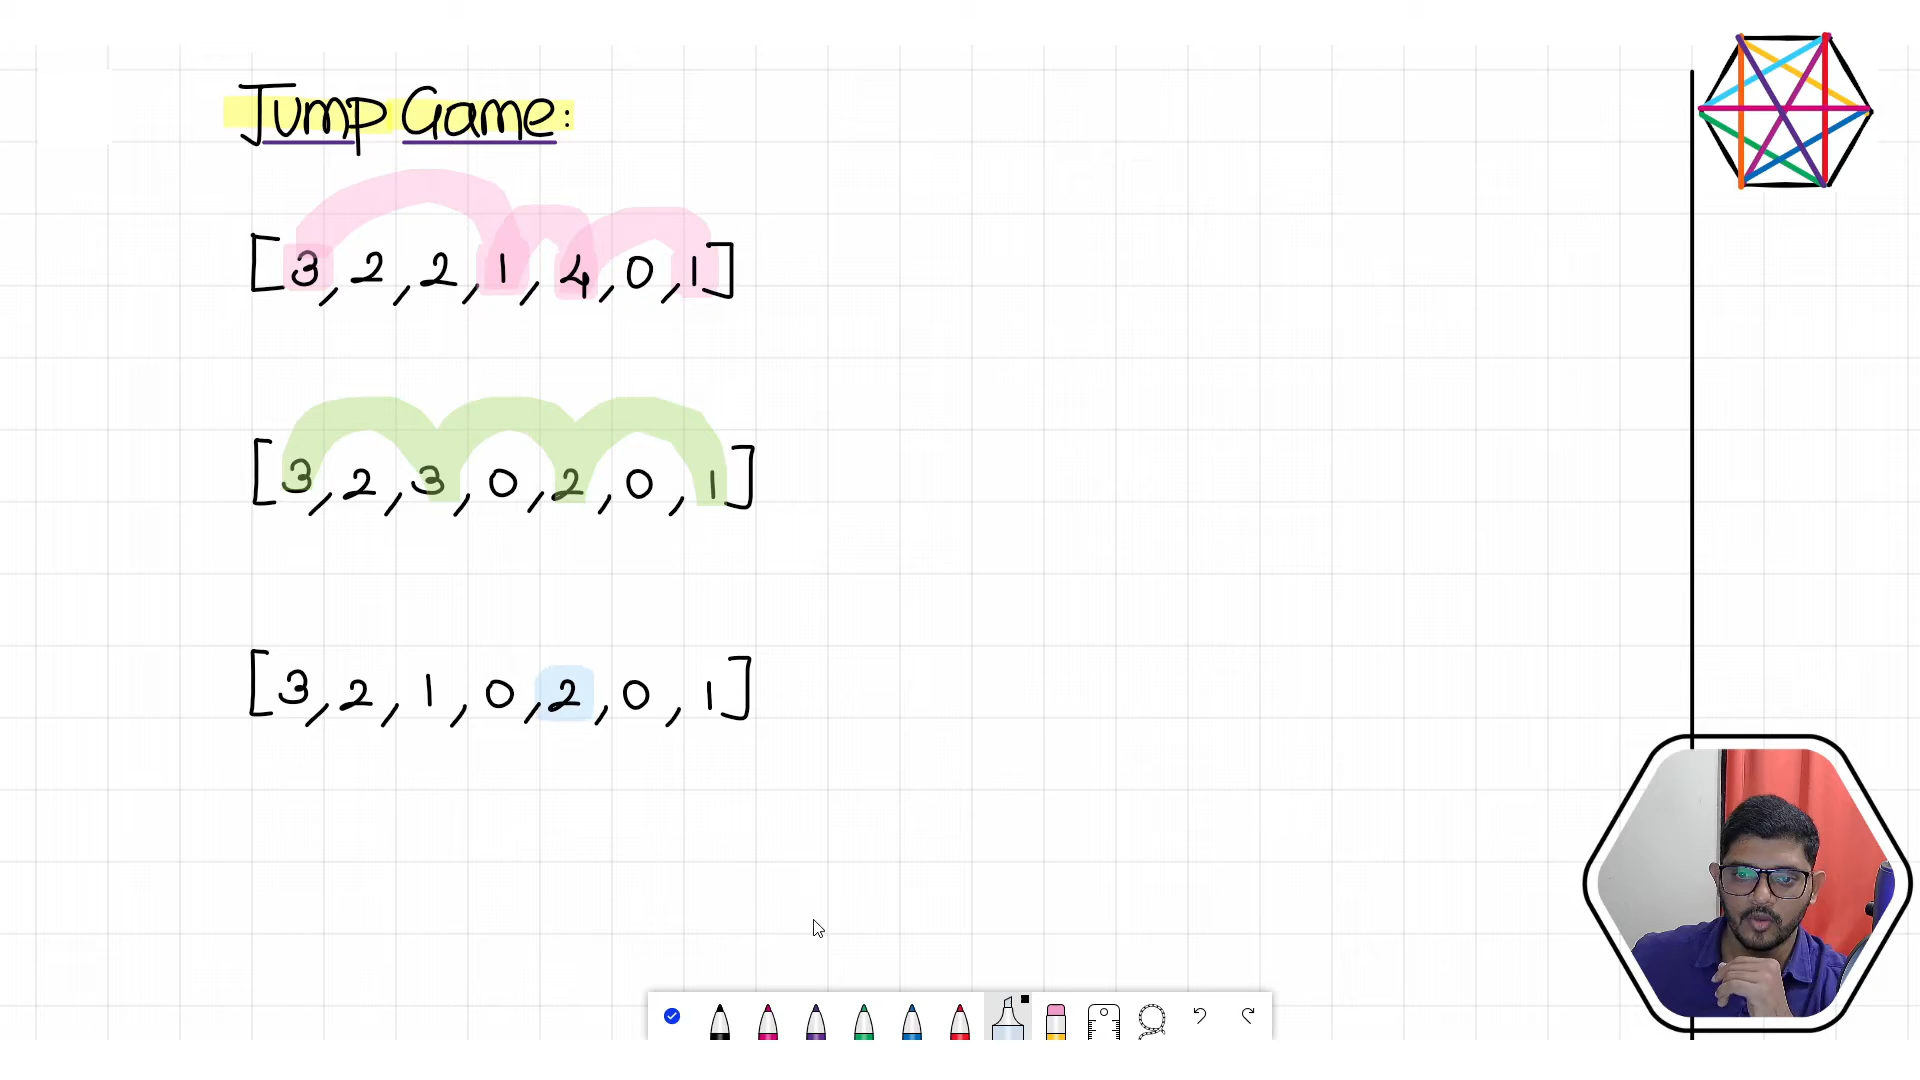 Jump Game:
[3, 2, 2, 1, 4, 0, 1]
[3, 2, 3, 0, 2, 0, 1]
[3, 2, 1, 0, 2, 0, 1]